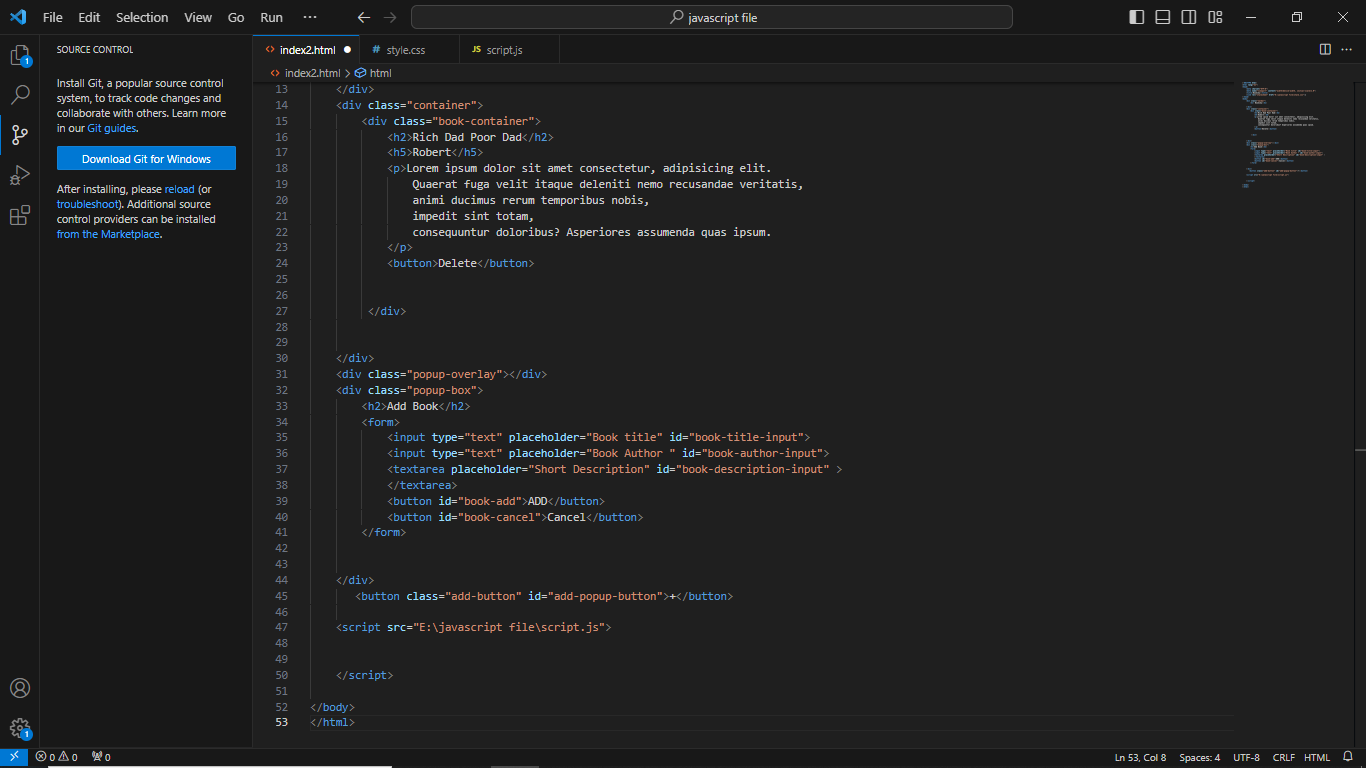 File Edit Selection View Go Run ··· javascript file
SOURCE CONTROL
Install Git, a popular source control
system, to track code changes and
collaborate with others. Learn more
in our Git guides.
Download Git for Windows
After installing, please reload (or
troubleshoot). Additional source
control providers can be installed
from the Marketplace.
index2.html # style.css JS script.js
index2.html > html
13 </div>
14 <div class="container">
15 <div class="book-container">
16 <h2>Rich Dad Poor Dad</h2>
17 <h5>Robert</h5>
18 <p>Lorem ipsum dolor sit amet consectetur, adipisicing elit.
19 Quaerat fuga velit itaque deleniti nemo recusandae veritatis,
20 animi ducimus rerum temporibus nobis,
21 impedit sint totam,
22 consequuntur doloribus? Asperiores assumenda quas ipsum.
23 </p>
24 <button>Delete</button>
25
26
27 </div>
28
29
30 </div>
31 <div class="popup-overlay"></div>
32 <div class="popup-box">
33 <h2>Add Book</h2>
34 <form>
35 <input type="text" placeholder="Book title" id="book-title-input">
36 <input type="text" placeholder="Book Author " id="book-author-input">
37 <textarea placeholder="Short Description" id="book-description-input" >
38 </textarea>
39 <button id="book-add">ADD</button>
40 <button id="book-cancel">Cancel</button>
41 </form>
42
43
44 </div>
45 <button class="add-button" id="add-popup-button">+</button>
46
47 <script src="E:\javascript file\script.js">
48
49
50 </script>
51
52 </body>
53 </html>
1
1
0 0 0 Ln 53, Col 8 Spaces: 4 UTF-8 CRLF HTML